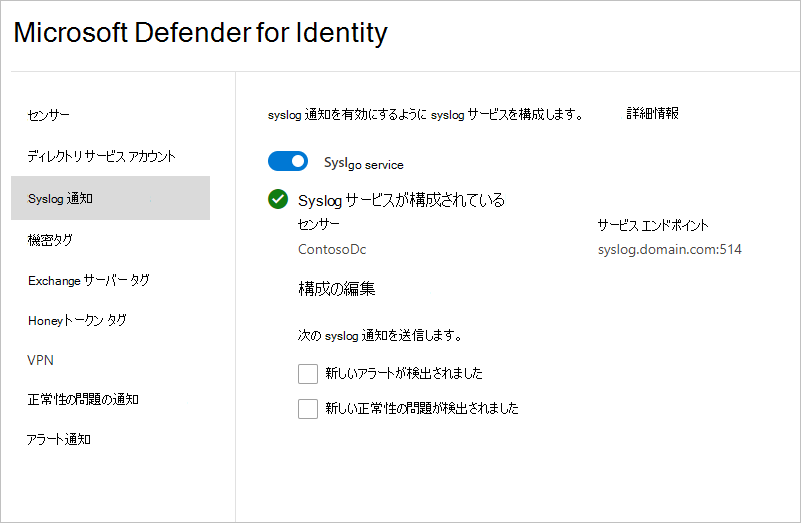 Microsoft Defender for Identity
センサー
ディレクトリ サービス アカウント
Syslog 通知
機密タグ
Exchange サーバー タグ
Honeyトークン タグ
VPN
正常性の問題の通知
アラート通知
syslog 通知を有効にするように syslog サービスを構成します。 詳細情報
Syslgo service
Syslog サービスが構成されている
センサー サービス エンドポイント
ContosoDc syslog.domain.com:514
構成の編集
次の syslog 通知を送信します。
新しいアラートが検出されました
新しい正常性の問題が検出されました